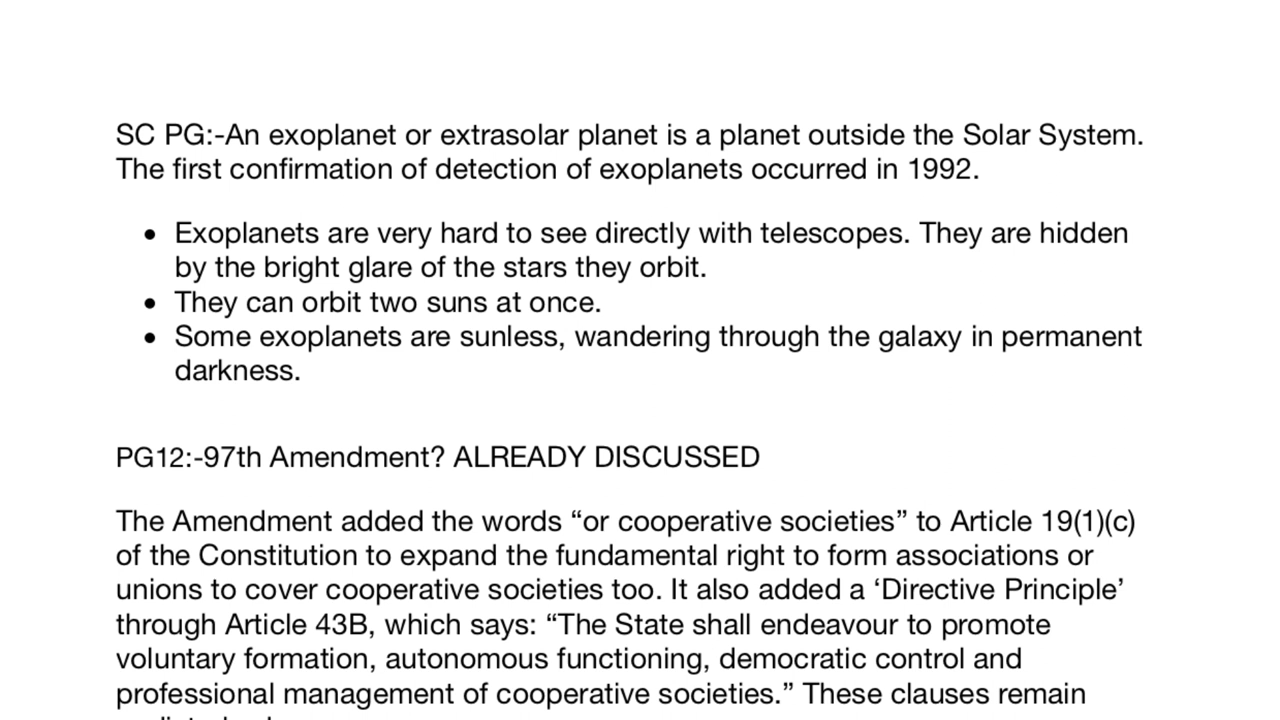 SC PG:-An exoplanet or extrasolar planet is a planet outside the Solar System.
The first confirmation of detection of exoplanets occurred in 1992.
• Exoplanets are very hard to see directly with telescopes. They are hidden
by the bright glare of the stars they orbit.
• They can orbit two suns at once.
• Some exoplanets are sunless, wandering through the galaxy in permanent
darkness.
PG12:-97th Amendment? ALREADY DISCUSSED
The Amendment added the words “or cooperative societies” to Article 19(1)(c)
of the Constitution to expand the fundamental right to form associations or
unions to cover cooperative societies too. It also added a ‘Directive Principle’
through Article 43B, which says: “The State shall endeavour to promote
voluntary formation, autonomous functioning, democratic control and
professional management of cooperative societies.” These clauses remain